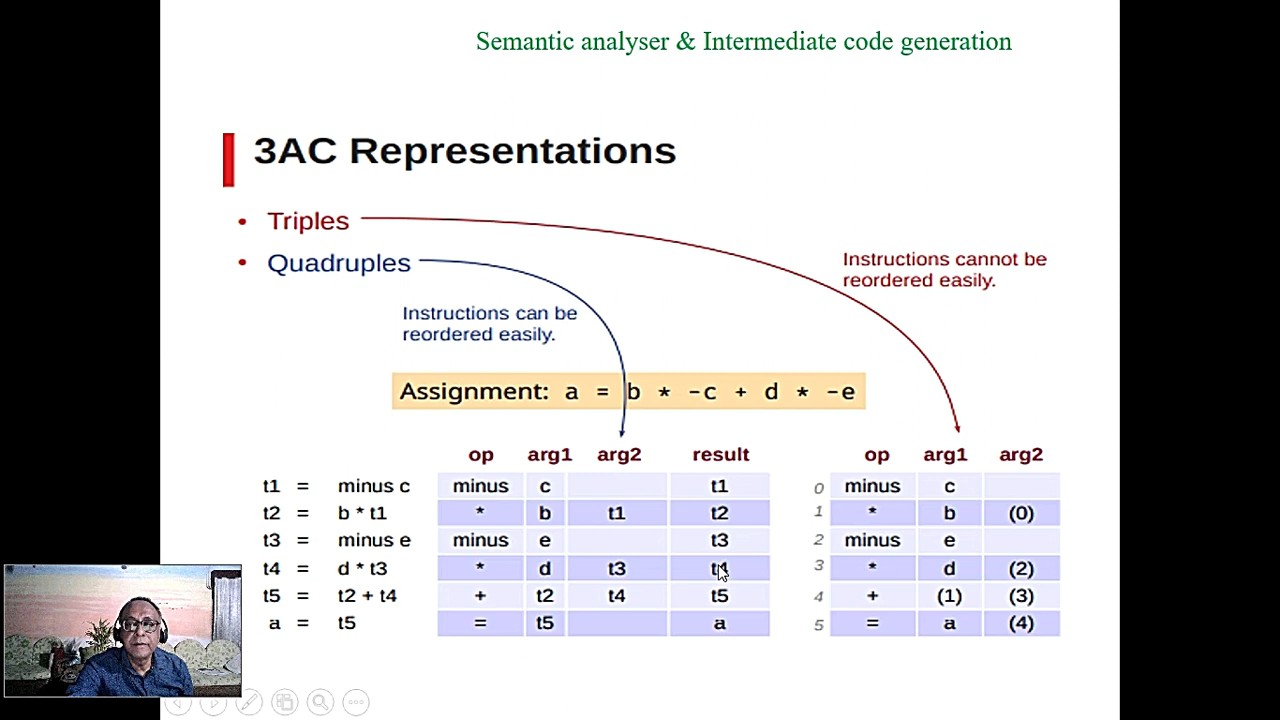 Semantic analyser & Intermediate code generation
3AC Representations
• Triples
• Quadruples
Instructions cannot be
reordered easily.
Instructions can be
reordered easily.
Assignment: a = b * -c + d * -e
op arg1 arg2 result op arg1 arg2
t1 = minus c minus c t1 0 minus c
t2 = b * t1 * b t1 t2 1 * b (0)
t3 = minus e minus e t3 2 minus e
t4 = d * t3 * d t3 t4 3 * d (2)
t5 = t2 + t4 + t2 t4 t5 4 + (1) (3)
a = t5 = t5 a 5 = a (4)